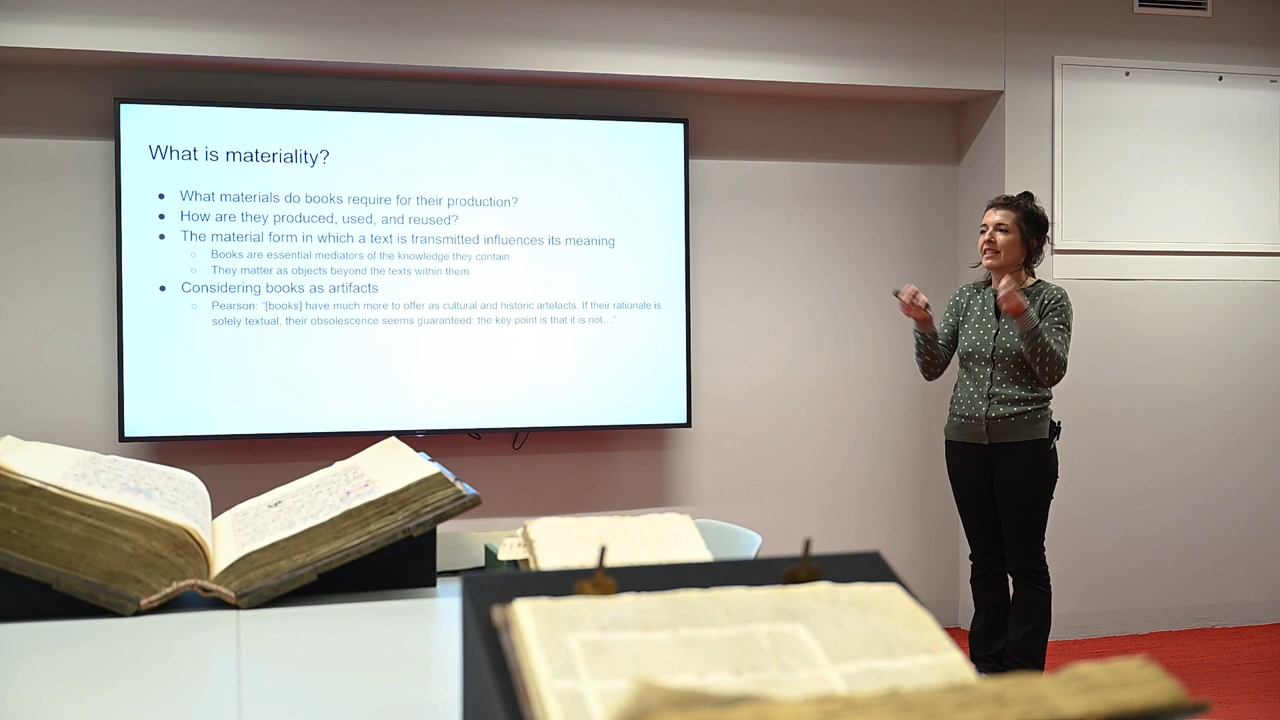 What is materiality?
● What materials do books require for their production?
● How are they produced, used, and reused?
● The material form in which a text is transmitted influences its meaning
○ Books are essential mediators of the knowledge they contain
○ They matter as objects beyond the texts within them
● Considering books as artifacts
○ Pearson: “[books] have much more to offer as cultural and historic artefacts. If their rationale is
solely textual, their obsolescence seems guaranteed: the key point is that it is not…”